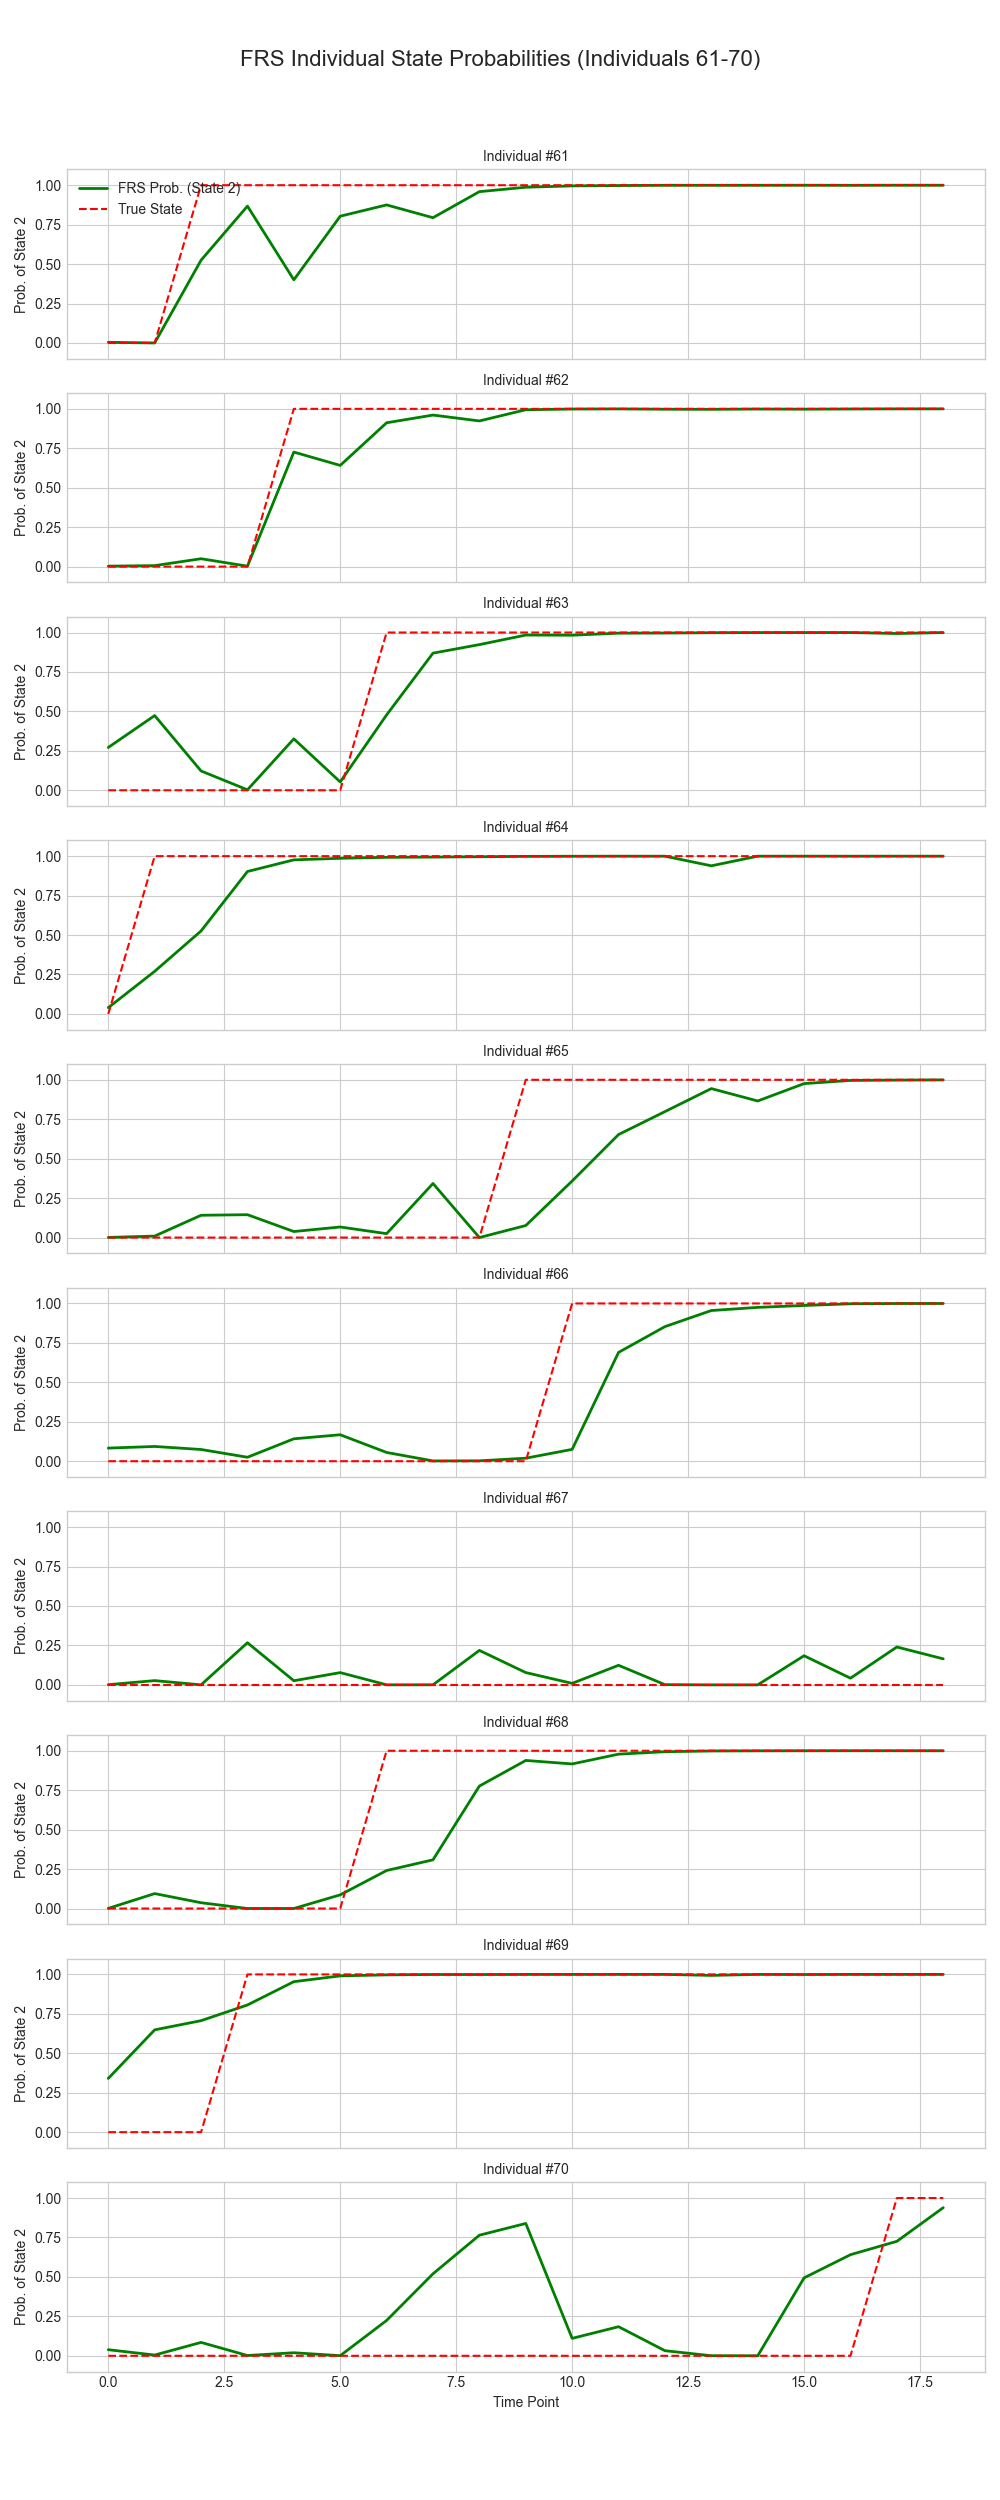 FRS Individual State Probabilities (Individuals 61-70)
Individual #61
1.00
0.75
0.50
0.25
0.00
Prob. of State 2
FRS Prob. (State 2)
True State
Individual #62
1.00
0.75
0.50
0.25
0.00
Prob. of State 2
Individual #63
1.00
0.75
0.50
0.25
0.00
Prob. of State 2
Individual #64
1.00
0.75
0.50
0.25
0.00
Prob. of State 2
Individual #65
1.00
0.75
0.50
0.25
0.00
Prob. of State 2
Individual #66
1.00
0.75
0.50
0.25
0.00
Prob. of State 2
Individual #67
1.00
0.75
0.50
0.25
0.00
Prob. of State 2
Individual #68
1.00
0.75
0.50
0.25
0.00
Prob. of State 2
Individual #69
1.00
0.75
0.50
0.25
0.00
Prob. of State 2
Individual #70
1.00
0.75
0.50
0.25
0.00
Prob. of State 2
0.0 2.5 5.0 7.5 10.0 12.5 15.0 17.5
Time Point